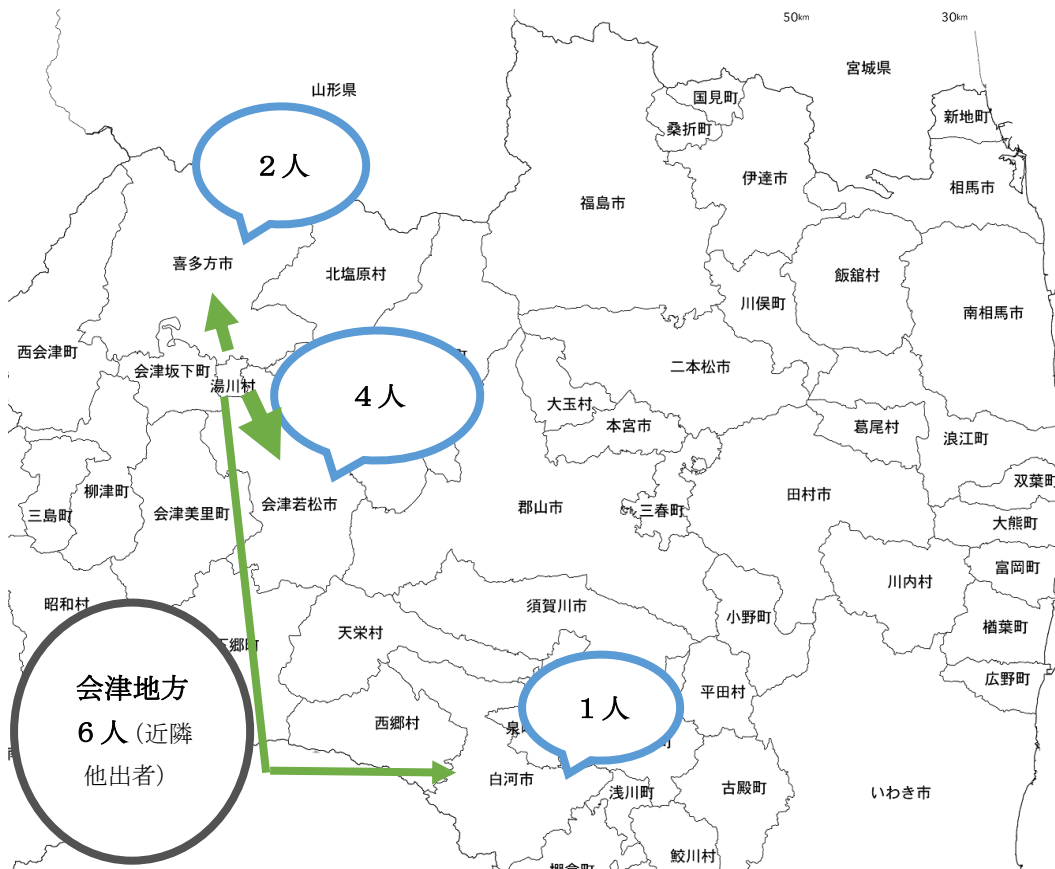 50km
30km
宮城県
山形県
国見町
新地町
桑折町
2人
伊達市
相馬市
福島市
喜多方市
北塩原村
飯舘村
川俣町
南相馬市
西会津町
会津坂下町
二本松市
湯川村
4人
大玉村
本宮市
葛尾村
浪江町
双葉町
柳津町
会津若松市
田村市
三島町
会津美里町
郡山市
三春町
大熊町
富岡町
川内村
昭和村
須賀川市
小野町
天栄村
楢葉町
郷町
広野町
会津地方
6人(近隣
他出者)
平田村
1人
西郷村
泉
白河市
浅川町
古殿町
いわき市
鮫川村